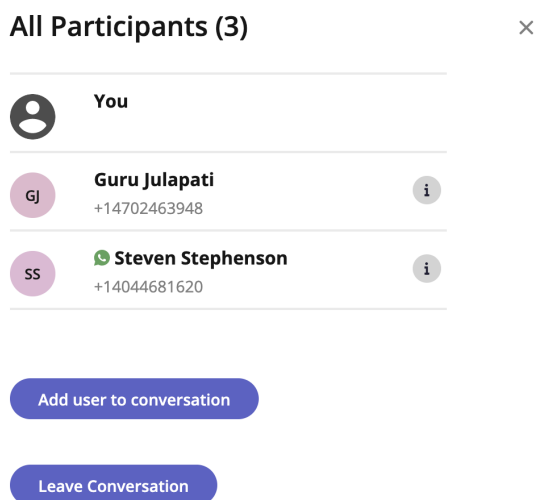 All Participants (3)
You
GJ
Guru Julapati
+14702463948
i
SS
Steven Stephenson
+14044681620
i
Add user to conversation
Leave Conversation